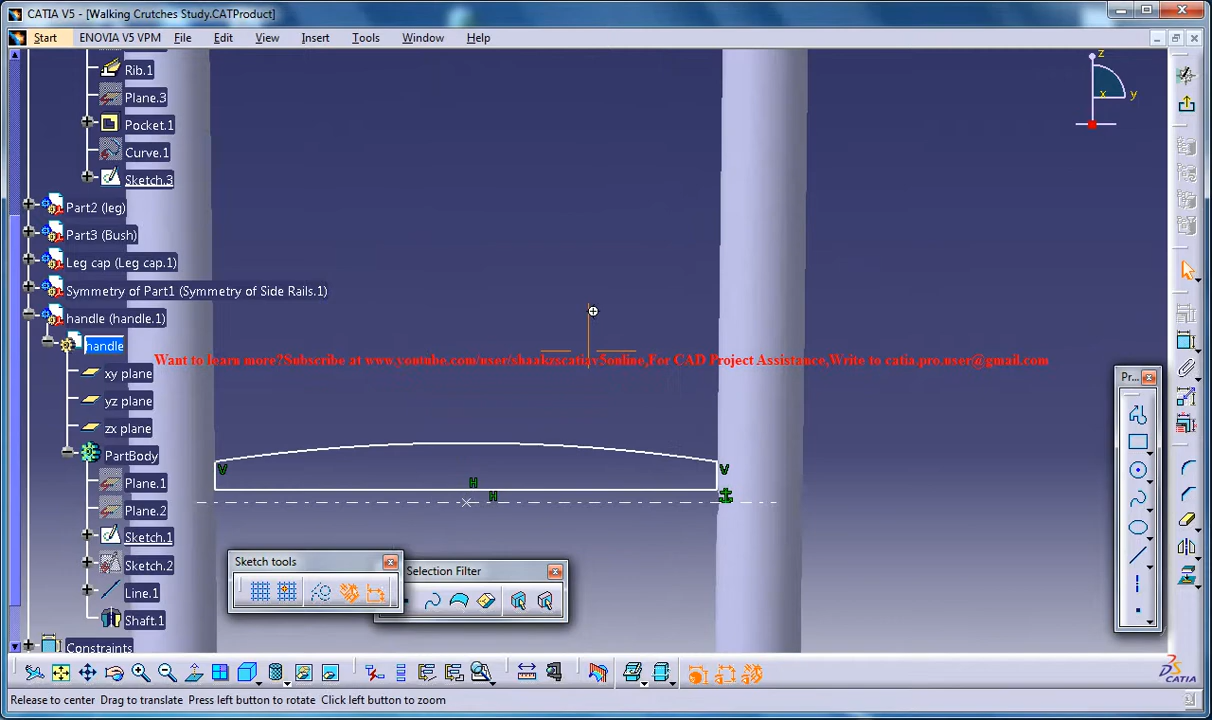 CATIA V5 - [Walking Crutches Study.CATProduct]
Start ENOVIA V5 VPM File Edit View Insert Tools Window Help
Rib.1
Plane.3
Pocket.1
Curve.1
Sketch.3
Part2 (leg)
Part3 (Bush)
Leg cap (Leg cap.1)
Symmetry of Part1 (Symmetry of Side Rails.1)
handle (handle.1)
handle
Want to learn more?Subscribe at www.youtube.com/user/shaakzscatiav5online,For CAD Project Assistance,Write to catia.pro.user@gmail.com
xy plane
yz plane
zx plane
PartBody
Plane.1
Plane.2
Sketch.1
Sketch.2
Line.1
Shaft.1
Constraints
z
x y
V V
H
H
Sketch tools
Selection Filter
Pr...
CATIA
Release to center Drag to translate Press left button to rotate Click left button to zoom